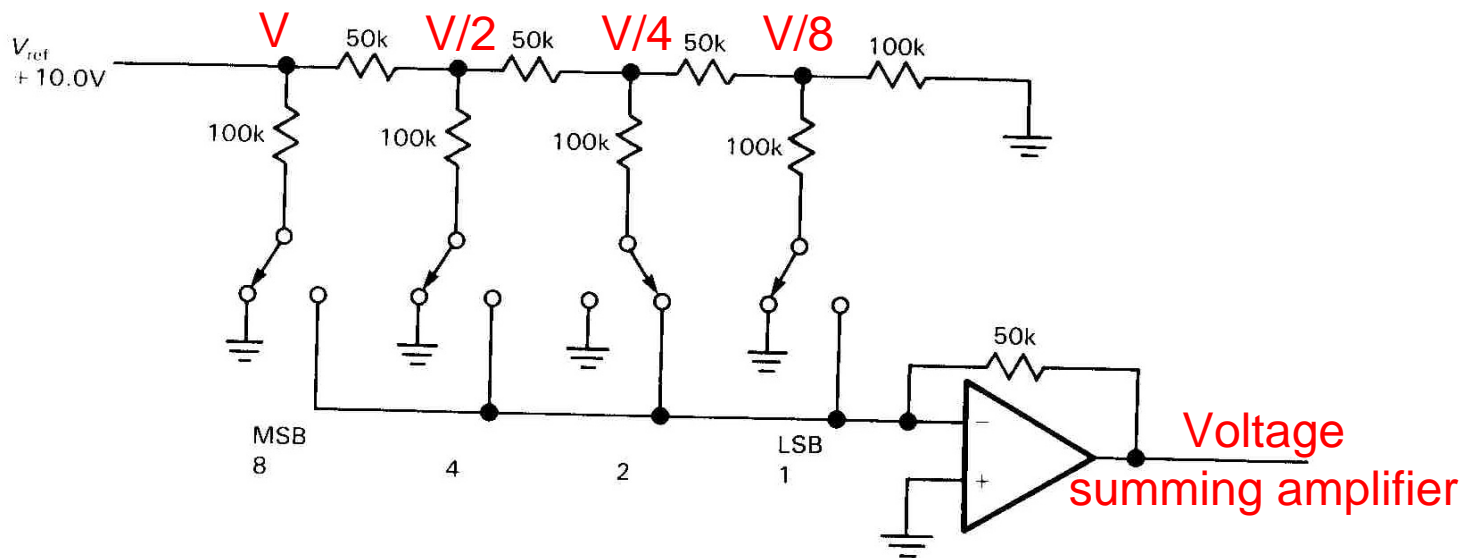 V 50k V/2 50k V/4 50k V/8 100k
Vref
+10.0V
100k 100k 100k 100k
50k
MSB LSB
8 4 2 1
−
+
Voltage
summing amplifier